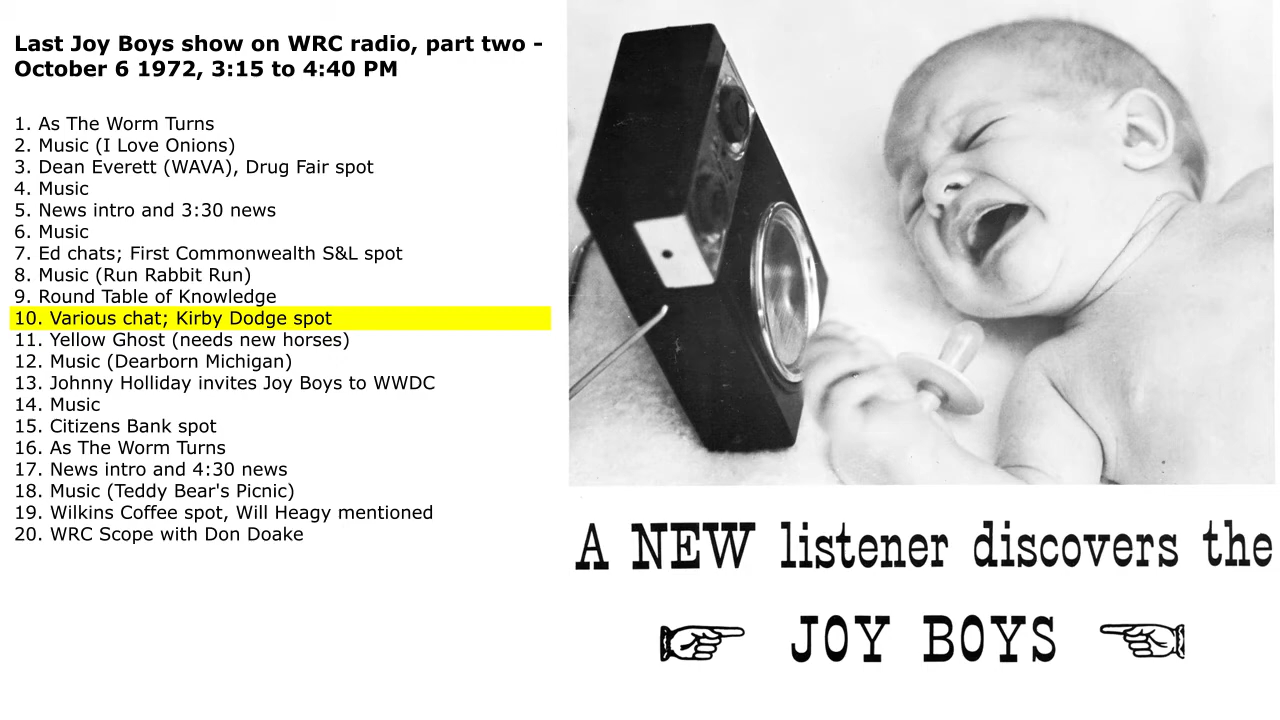 Last Joy Boys show on WRC radio, part two -
October 6 1972, 3:15 to 4:40 PM
1. As The Worm Turns
2. Music (I Love Onions)
3. Dean Everett (WAVA), Drug Fair spot
4. Music
5. News intro and 3:30 news
6. Music
7. Ed chats; First Commonwealth S&L spot
8. Music (Run Rabbit Run)
9. Round Table of Knowledge
10. Various chat; Kirby Dodge spot
11. Yellow Ghost (needs new horses)
12. Music (Dearborn Michigan)
13. Johnny Holliday invites Joy Boys to WWDC
14. Music
15. Citizens Bank spot
16. As The Worm Turns
17. News intro and 4:30 news
18. Music (Teddy Bear's Picnic)
19. Wilkins Coffee spot, Will Heagy mentioned
20. WRC Scope with Don Doake
A NEW listener discovers the
JOY BOYS